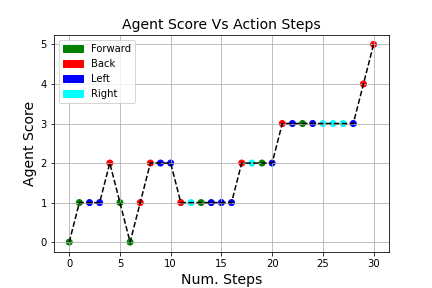 Agent Score Vs Action Steps
5
4
3
2
1
0
Agent Score
Forward
Back
Left
Right
0 5 10 15 20 25 30
Num. Steps